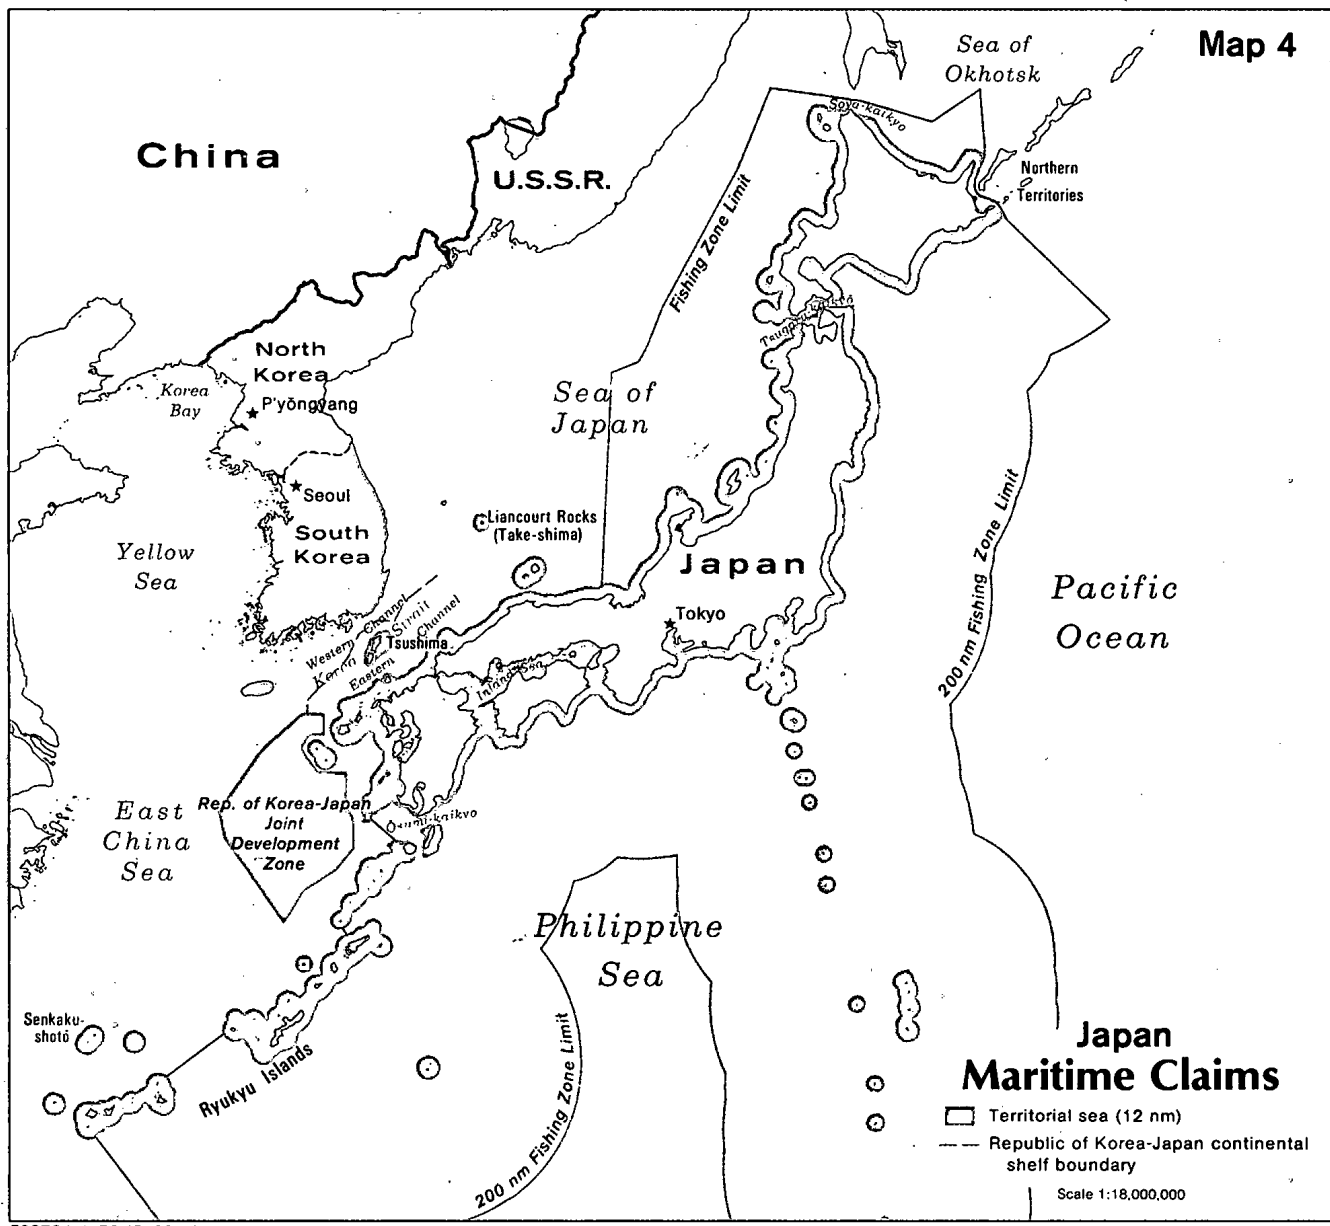 Map 4
Sea of
Okhotsk
Soya-kaikyo
China
U.S.S.R.
Northern
Territories
Fishing Zone Limit
North
Korea
Korea
Bay
P'yŏngyang
Sea of
Japan
Seoul
South
Korea
Yellow
Sea
Liancourt Rocks
(Take-shima)
200 nm Fishing Zone Limit
Japan
Tokyo
Pacific
Ocean
Western Channel
Korea Strait
Eastern Channel
Tsushima
Inland Sea
East
China
Sea
Rep. of Korea-Japan
Joint
Development
Zone
Philippine
Sea
Senkaku-
shotō
Ryukyu Islands
200 nm Fishing Zone Limit
Japan
Maritime Claims
Territorial sea (12 nm)
Republic of Korea-Japan continental
shelf boundary
Scale 1:18,000,000